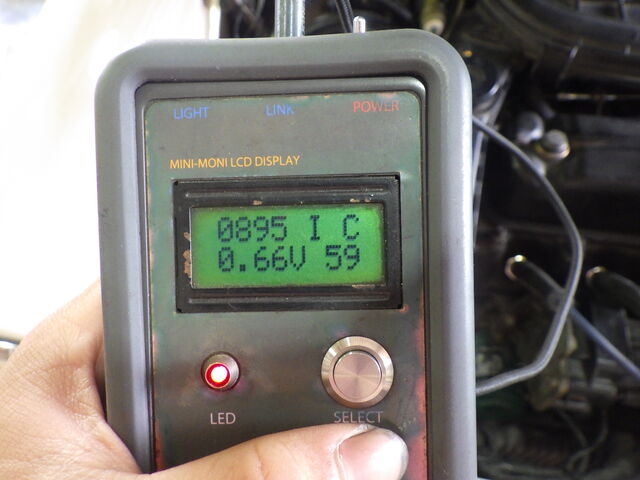 LIGHT LINK POWER
MINI-MONI LCD DISPLAY
0895 I C
0.66V 59
LED SELECT